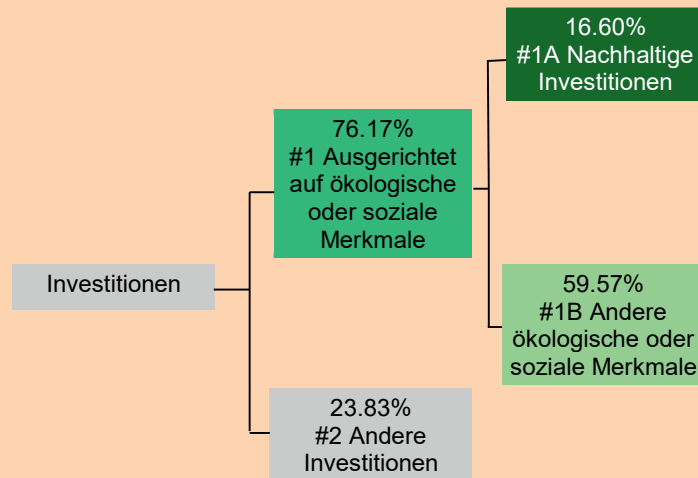 16.60%
#1A Nachhaltige
Investitionen
76.17%
#1 Ausgerichtet
auf ökologische
oder soziale
Merkmale
Investitionen
59.57%
#1B Andere
ökologische oder
soziale Merkmale
23.83%
#2 Andere
Investitionen